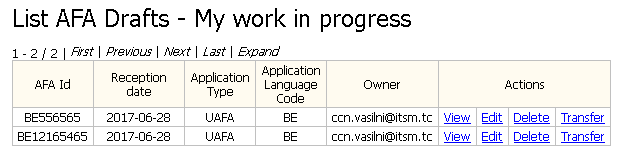 List AFA Drafts - My work in progress
1 - 2 / 2 | First | Previous | Next | Last | Expand
AFA Id Reception date Application Type Application Language Code Owner Actions
BE556565 2017-06-28 UAFA BE ccn.vasilni@itsm.tc View Edit Delete Transfer
BE12165465 2017-06-28 UAFA BE ccn.vasilni@itsm.tc View Edit Delete Transfer